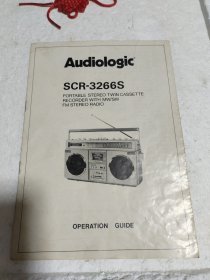 Audiologic
SCR-3266S
PORTABLE STEREO TWIN CASSETTE
RECORDER WITH MW/SW
FM STEREO RADIO
OPERATION GUIDE